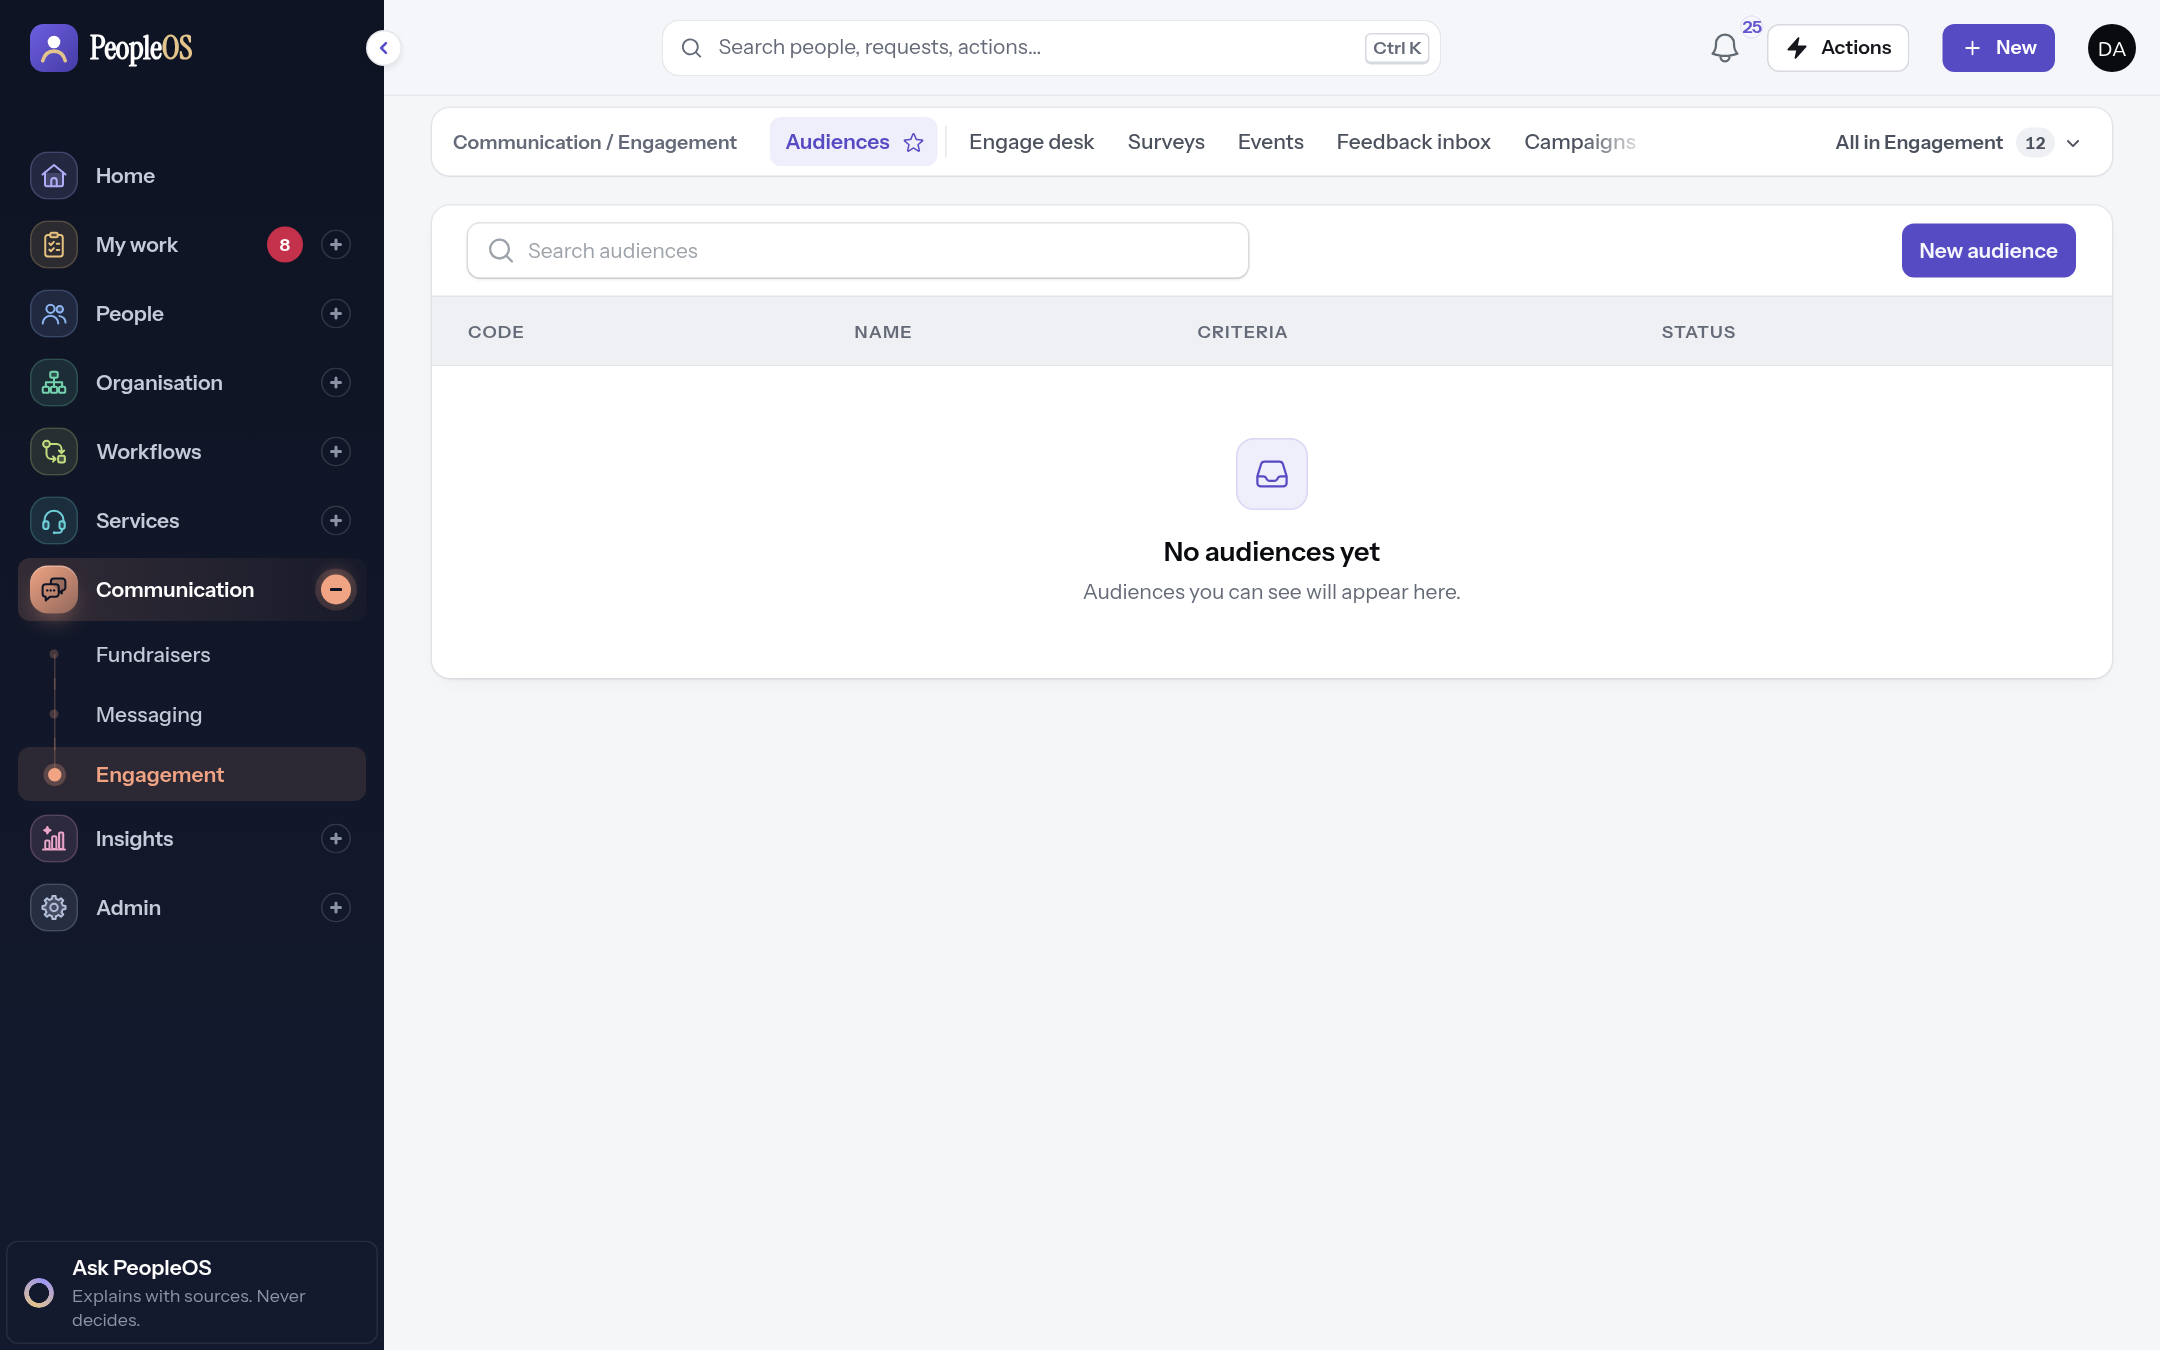 PeopleOS
Search people, requests, actions...
Ctrl K
25
Actions
New
DA
Home
My work
8
People
Organisation
Workflows
Services
Communication
Fundraisers
Messaging
Engagement
Insights
Admin
Ask PeopleOS
Explains with sources. Never
decides.
Communication / Engagement
Audiences
Engage desk
Surveys
Events
Feedback inbox
Campaigns
All in Engagement
12
Search audiences
New audience
CODE
NAME
CRITERIA
STATUS
No audiences yet
Audiences you can see will appear here.